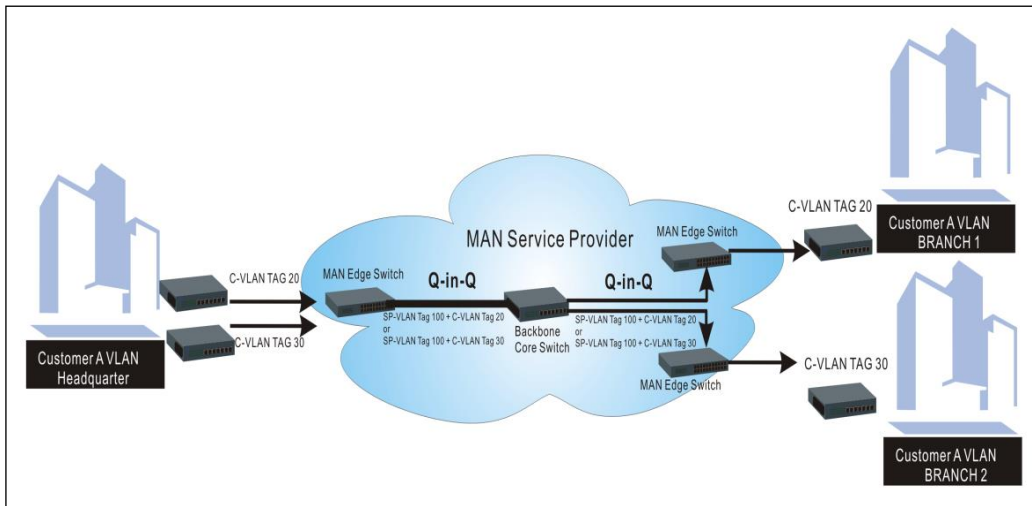 MAN Service Provider
Customer A VLAN
Headquarter
C-VLAN TAG 20
C-VLAN TAG 30
MAN Edge Switch
Q-in-Q
SP-VLAN Tag 100 + C-VLAN Tag 20
or
SP-VLAN Tag 100 + C-VLAN Tag 30
Backbone
Core Switch
Q-in-Q
SP-VLAN Tag 100 + C-VLAN Tag 20
or
SP-VLAN Tag 100 + C-VLAN Tag 30
MAN Edge Switch
MAN Edge Switch
C-VLAN TAG 20
Customer A VLAN
BRANCH 1
C-VLAN TAG 30
Customer A VLAN
BRANCH 2